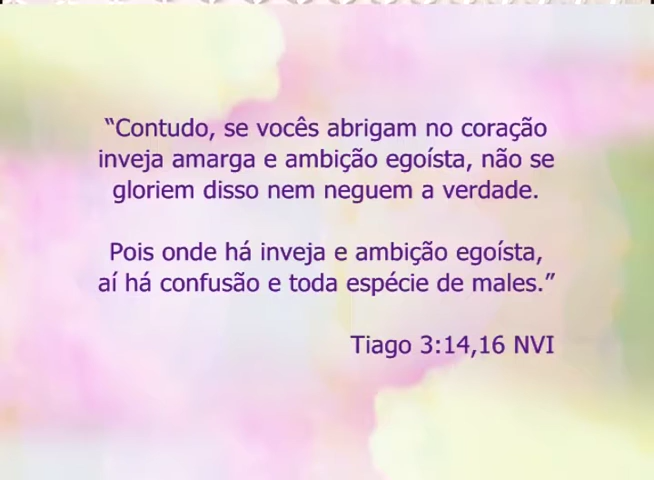 “Contudo, se vocês abrigam no coração
inveja amarga e ambição egoísta, não se
gloriem disso nem neguem a verdade.
Pois onde há inveja e ambição egoísta,
aí há confusão e toda espécie de males.”
Tiago 3:14,16 NVI